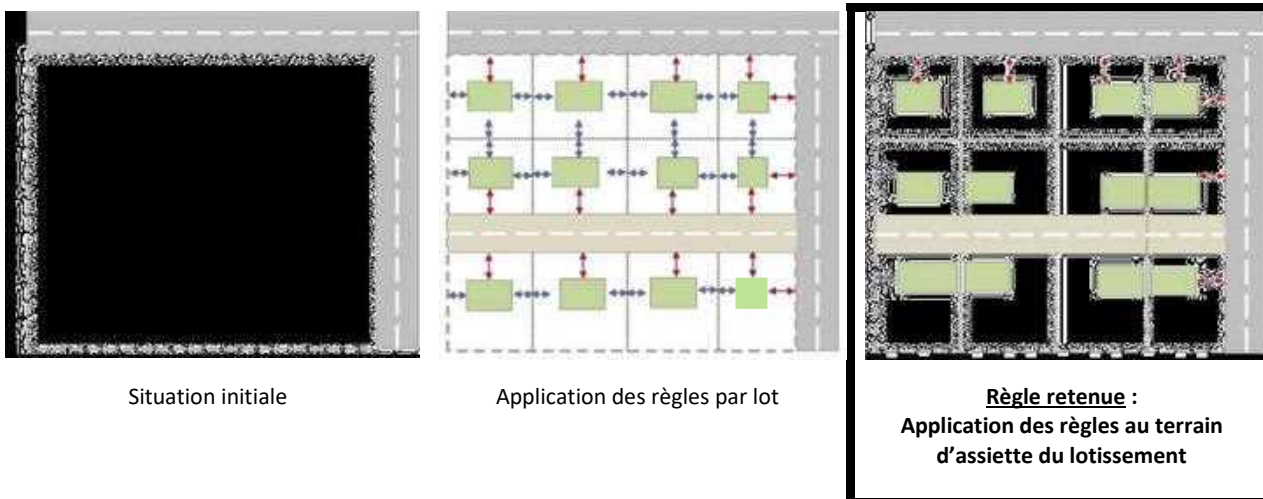 Situation initiale
Application des règles par lot
Règle retenue :
Application des règles au terrain
d’assiette du lotissement